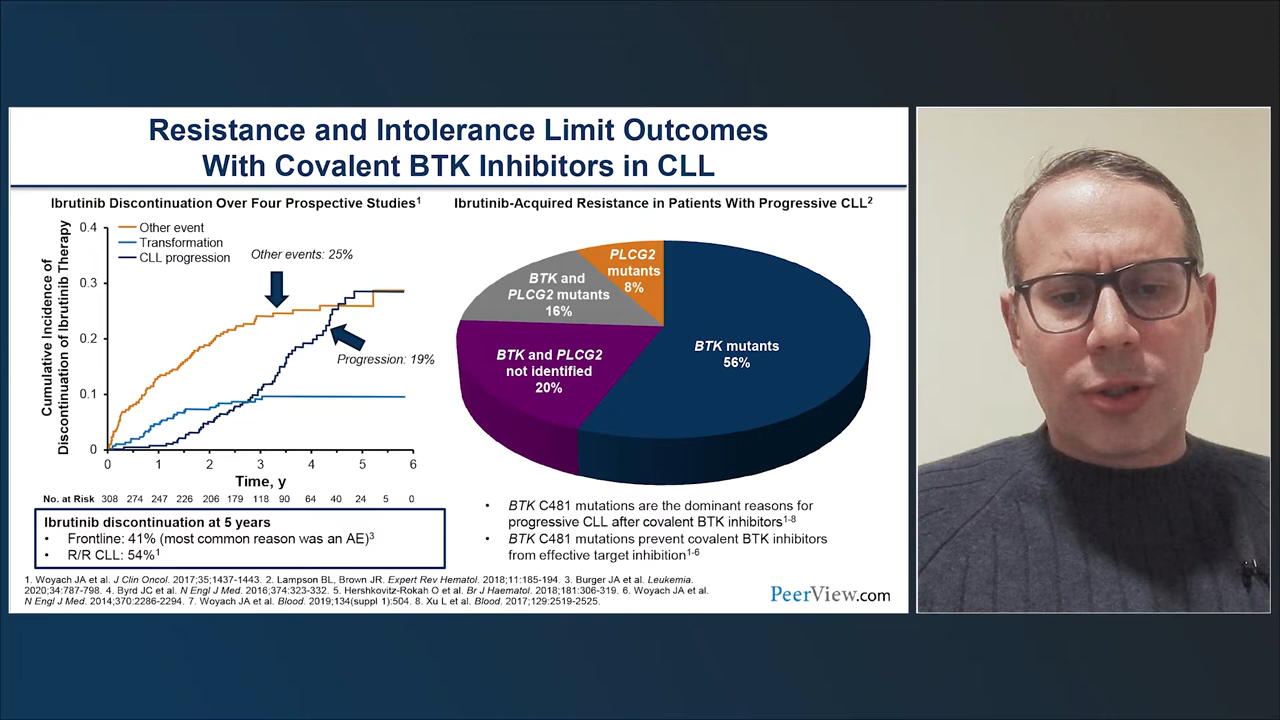 Resistance and Intolerance Limit Outcomes
With Covalent BTK Inhibitors in CLL
Ibrutinib Discontinuation Over Four Prospective Studies1
Cumulative Incidence of
Discontinuation of Ibrutinib Therapy
0.4
0.3
0.2
0.1
0
Other event
Transformation
CLL progression
Other events: 25%
Progression: 19%
0 1 2 3 4 5 6
Time, y
No. at Risk 308 274 247 226 206 179 118 90 64 40 24 5 0
Ibrutinib discontinuation at 5 years
• Frontline: 41% (most common reason was an AE)3
• R/R CLL: 54%1
Ibrutinib-Acquired Resistance in Patients With Progressive CLL2
PLCG2
mutants
8%
BTK and
PLCG2 mutants
16%
BTK mutants
56%
BTK and PLCG2
not identified
20%
• BTK C481 mutations are the dominant reasons for
progressive CLL after covalent BTK inhibitors1-8
• BTK C481 mutations prevent covalent BTK inhibitors
from effective target inhibition1-6
1. Woyach JA et al. J Clin Oncol. 2017;35;1437-1443. 2. Lampson BL, Brown JR. Expert Rev Hematol. 2018;11:185-194. 3. Burger JA et al. Leukemia.
2020;34:787-798. 4. Byrd JC et al. N Engl J Med. 2016;374:323-332. 5. Hershkovitz-Rokah O et al. Br J Haematol. 2018;181:306-319. 6. Woyach JA et al.
N Engl J Med. 2014;370:2286-2294. 7. Woyach JA et al. Blood. 2019;134(suppl 1):504. 8. Xu L et al. Blood. 2017;129:2519-2525.
PeerView.com